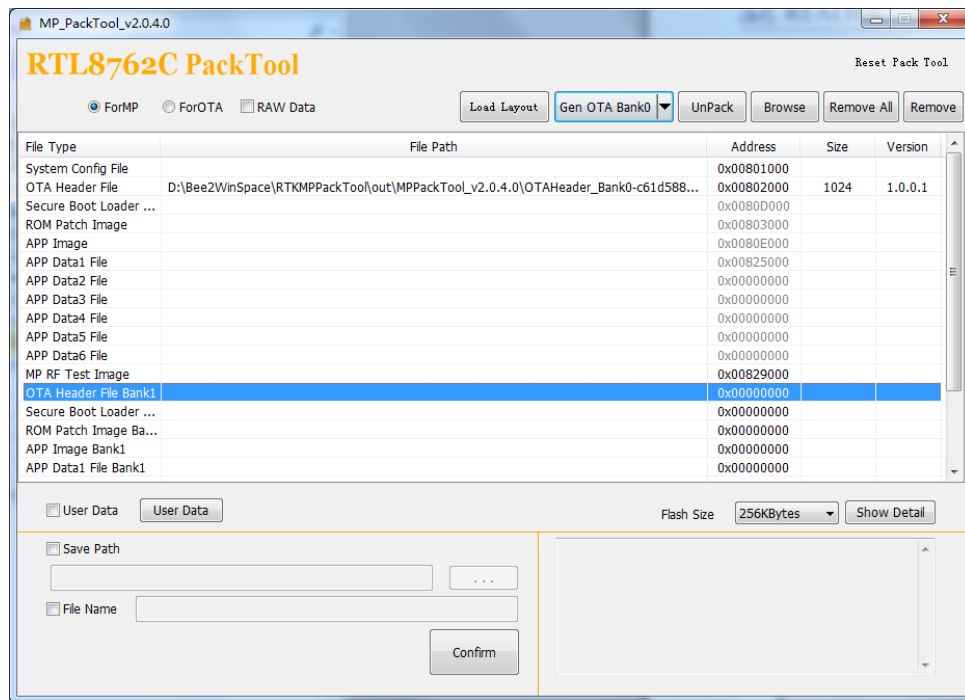 MP_PackTool_v2.0.4.0
RTL8762C PackTool
Reset Pack Tool
ForMP ForOTA RAW Data Load Layout Gen OTA Bank0 UnPack Browse Remove All Remove
File Type File Path Address Size Version
System Config File 0x00801000
OTA Header File D:\Bee2WinSpace\RTKMPPackTool\out\MPPackTool_v2.0.4.0\OTAHeader_Bank0-c61d588... 0x00802000 1024 1.0.0.1
Secure Boot Loader ... 0x0080D000
ROM Patch Image 0x00803000
APP Image 0x0080E000
APP Data1 File 0x00825000
APP Data2 File 0x00000000
APP Data3 File 0x00000000
APP Data4 File 0x00000000
APP Data5 File 0x00000000
APP Data6 File 0x00000000
MP RF Test Image 0x00829000
OTA Header File Bank1 0x00000000
Secure Boot Loader ... 0x00000000
ROM Patch Image Ba... 0x00000000
APP Image Bank1 0x00000000
APP Data1 File Bank1 0x00000000
User Data User Data Flash Size 256KBytes Show Detail
Save Path
...
File Name
Confirm